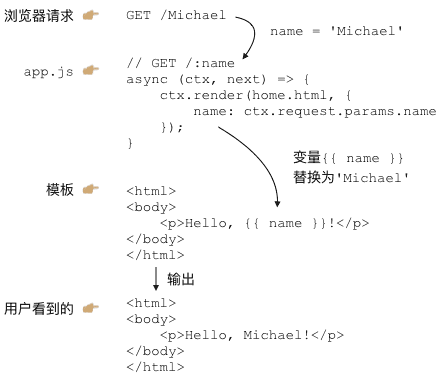 浏览器请求 GET /Michael
name = 'Michael'
app.js // GET /:name
async (ctx, next) => {
ctx.render(home.html, {
name: ctx.request.params.name
});
}
变量{{ name }}
替换为'Michael'
模板 <html>
<body>
<p>Hello, {{ name }}!</p>
</body>
</html>
输出
用户看到的 <html>
<body>
<p>Hello, Michael!</p>
</body>
</html>